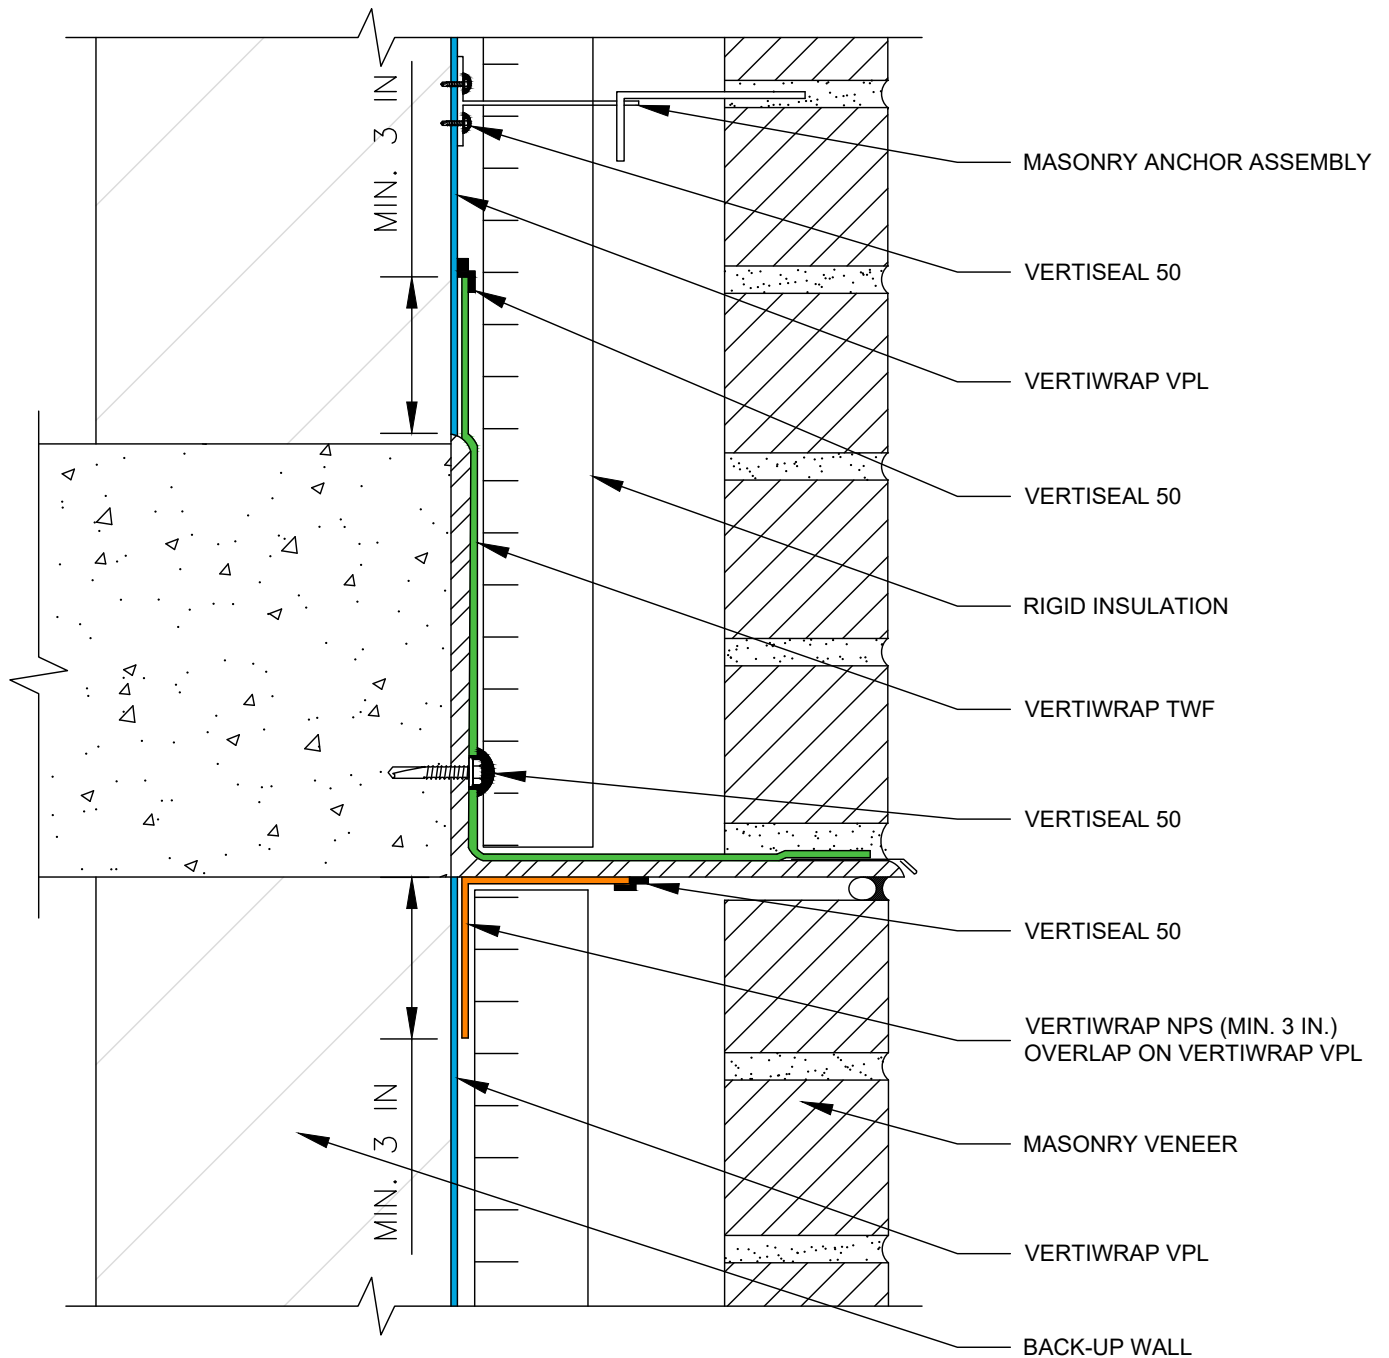 MIN. 3 IN
MASONRY ANCHOR ASSEMBLY
VERTISEAL 50
VERTIWRAP VPL
VERTISEAL 50
RIGID INSULATION
VERTIWRAP TWF
VERTISEAL 50
VERTISEAL 50
VERTIWRAP NPS (MIN. 3 IN.)
OVERLAP ON VERTIWRAP VPL
MIN. 3 IN
MASONRY VENEER
VERTIWRAP VPL
BACK-UP WALL